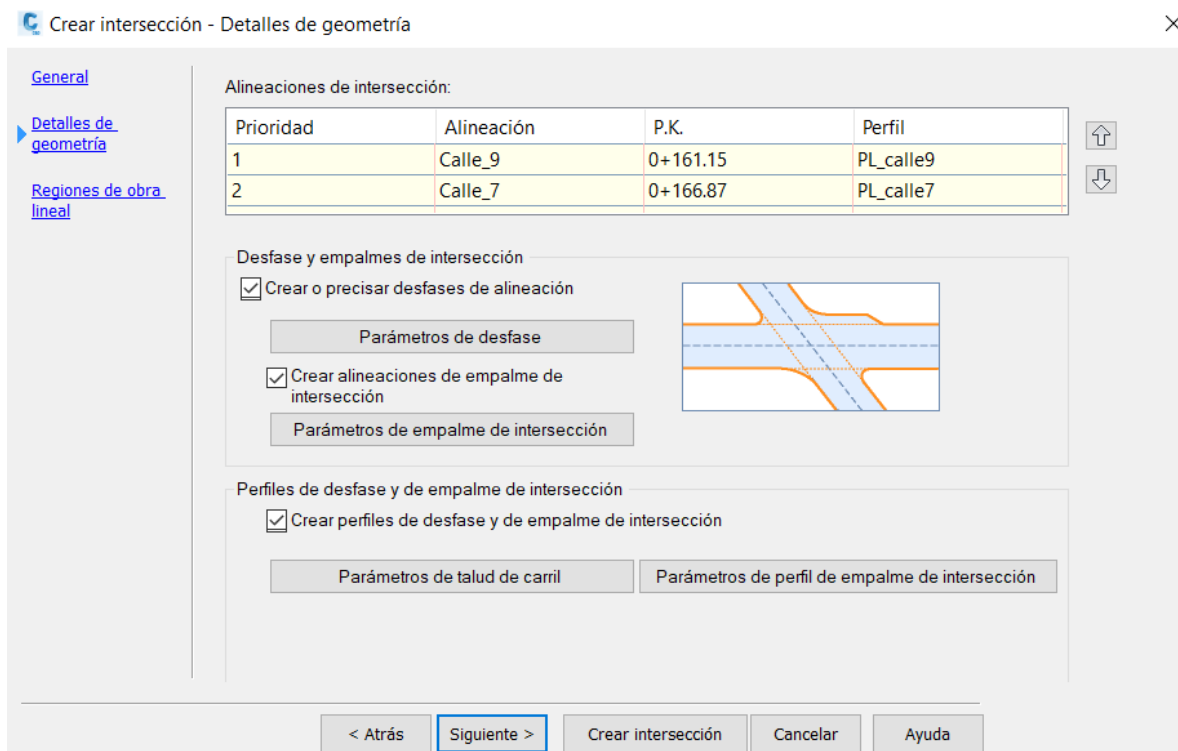 Crear intersección - Detalles de geometría
General
Detalles de
geometría
Regiones de obra
lineal
Alineaciones de intersección:
Prioridad Alineación P.K. Perfil
1 Calle_9 0+161.15 PL_calle9
2 Calle_7 0+166.87 PL_calle7
Desfase y empalmes de intersección
Crear o precisar desfases de alineación
Parámetros de desfase
Crear alineaciones de empalme de
intersección
Parámetros de empalme de intersección
Perfiles de desfase y de empalme de intersección
Crear perfiles de desfase y de empalme de intersección
Parámetros de talud de carril Parámetros de perfil de empalme de intersección
< Atrás Siguiente > Crear intersección Cancelar Ayuda